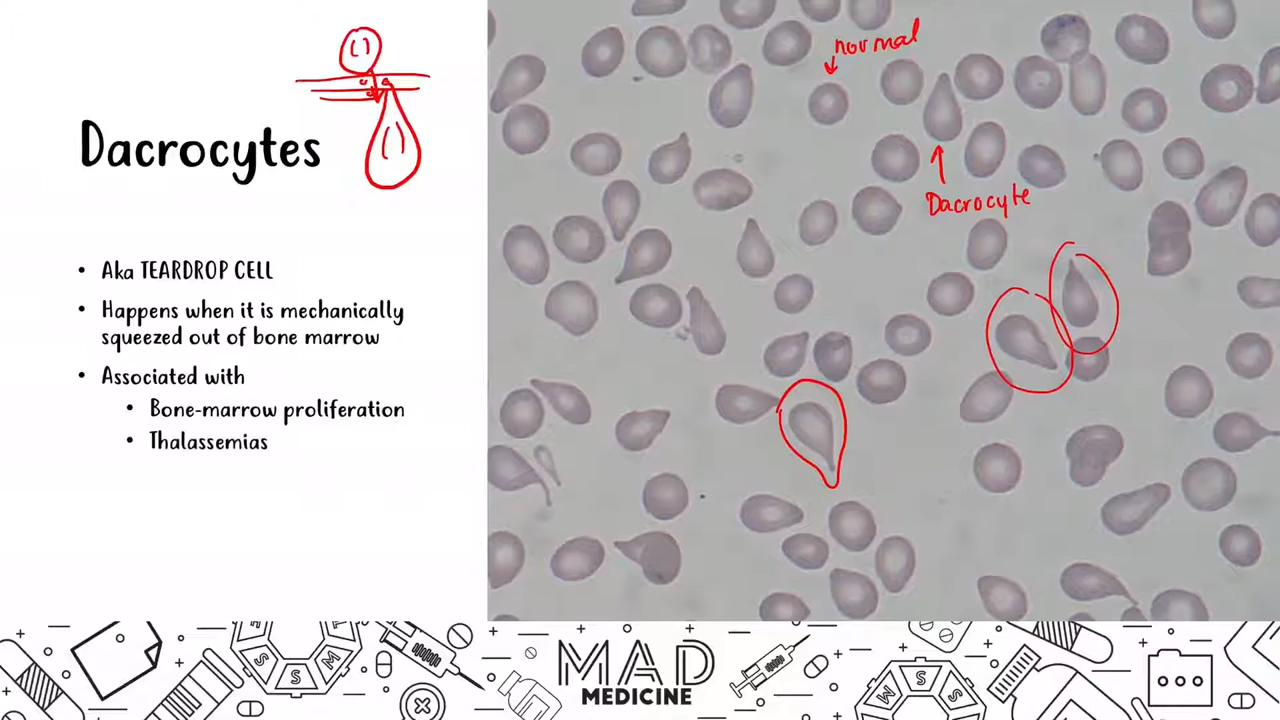 Dacrocytes
• Aka TEARDROP CELL
• Happens when it is mechanically
squeezed out of bone marrow
• Associated with
• Bone-marrow proliferation
• Thalassemias
normal
Dacrocyte
MAD
MEDICINE